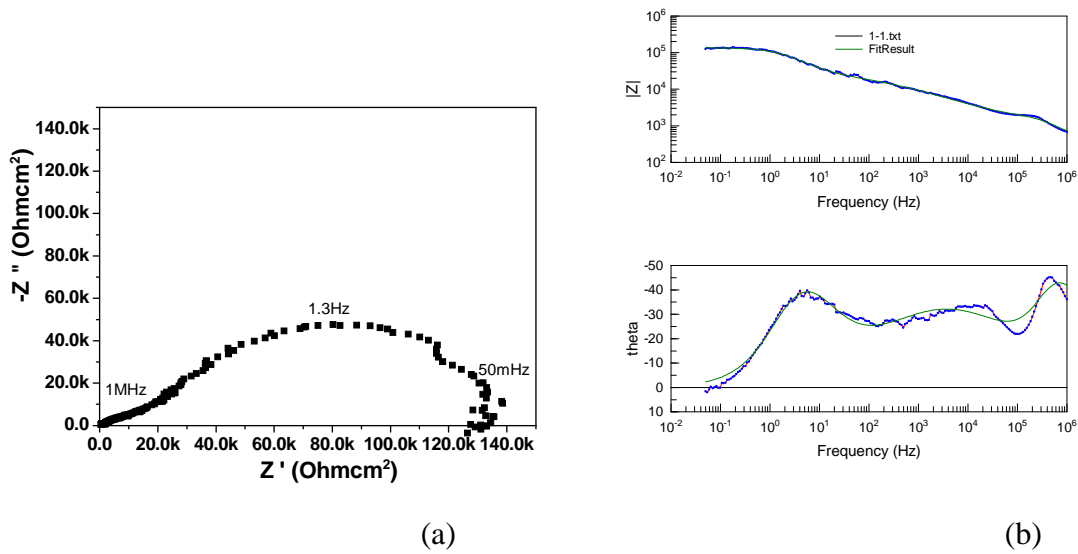 140.0k
120.0k
100.0k
80.0k
60.0k
40.0k
20.0k
0.0
-Z '' (Ohmcm²)
1MHz
1.3Hz
50mHz
0.0 20.0k 40.0k 60.0k 80.0k 100.0k 120.0k 140.0k
Z ' (Ohmcm²)
(a)
10⁶
10⁵
10⁴
10³
10²
|Z|
1-1.txt
FitResult
10⁻² 10⁻¹ 10⁰ 10¹ 10² 10³ 10⁴ 10⁵ 10⁶
Frequency (Hz)
-50
-40
-30
-20
-10
0
10
theta
10⁻² 10⁻¹ 10⁰ 10¹ 10² 10³ 10⁴ 10⁵ 10⁶
Frequency (Hz)
(b)